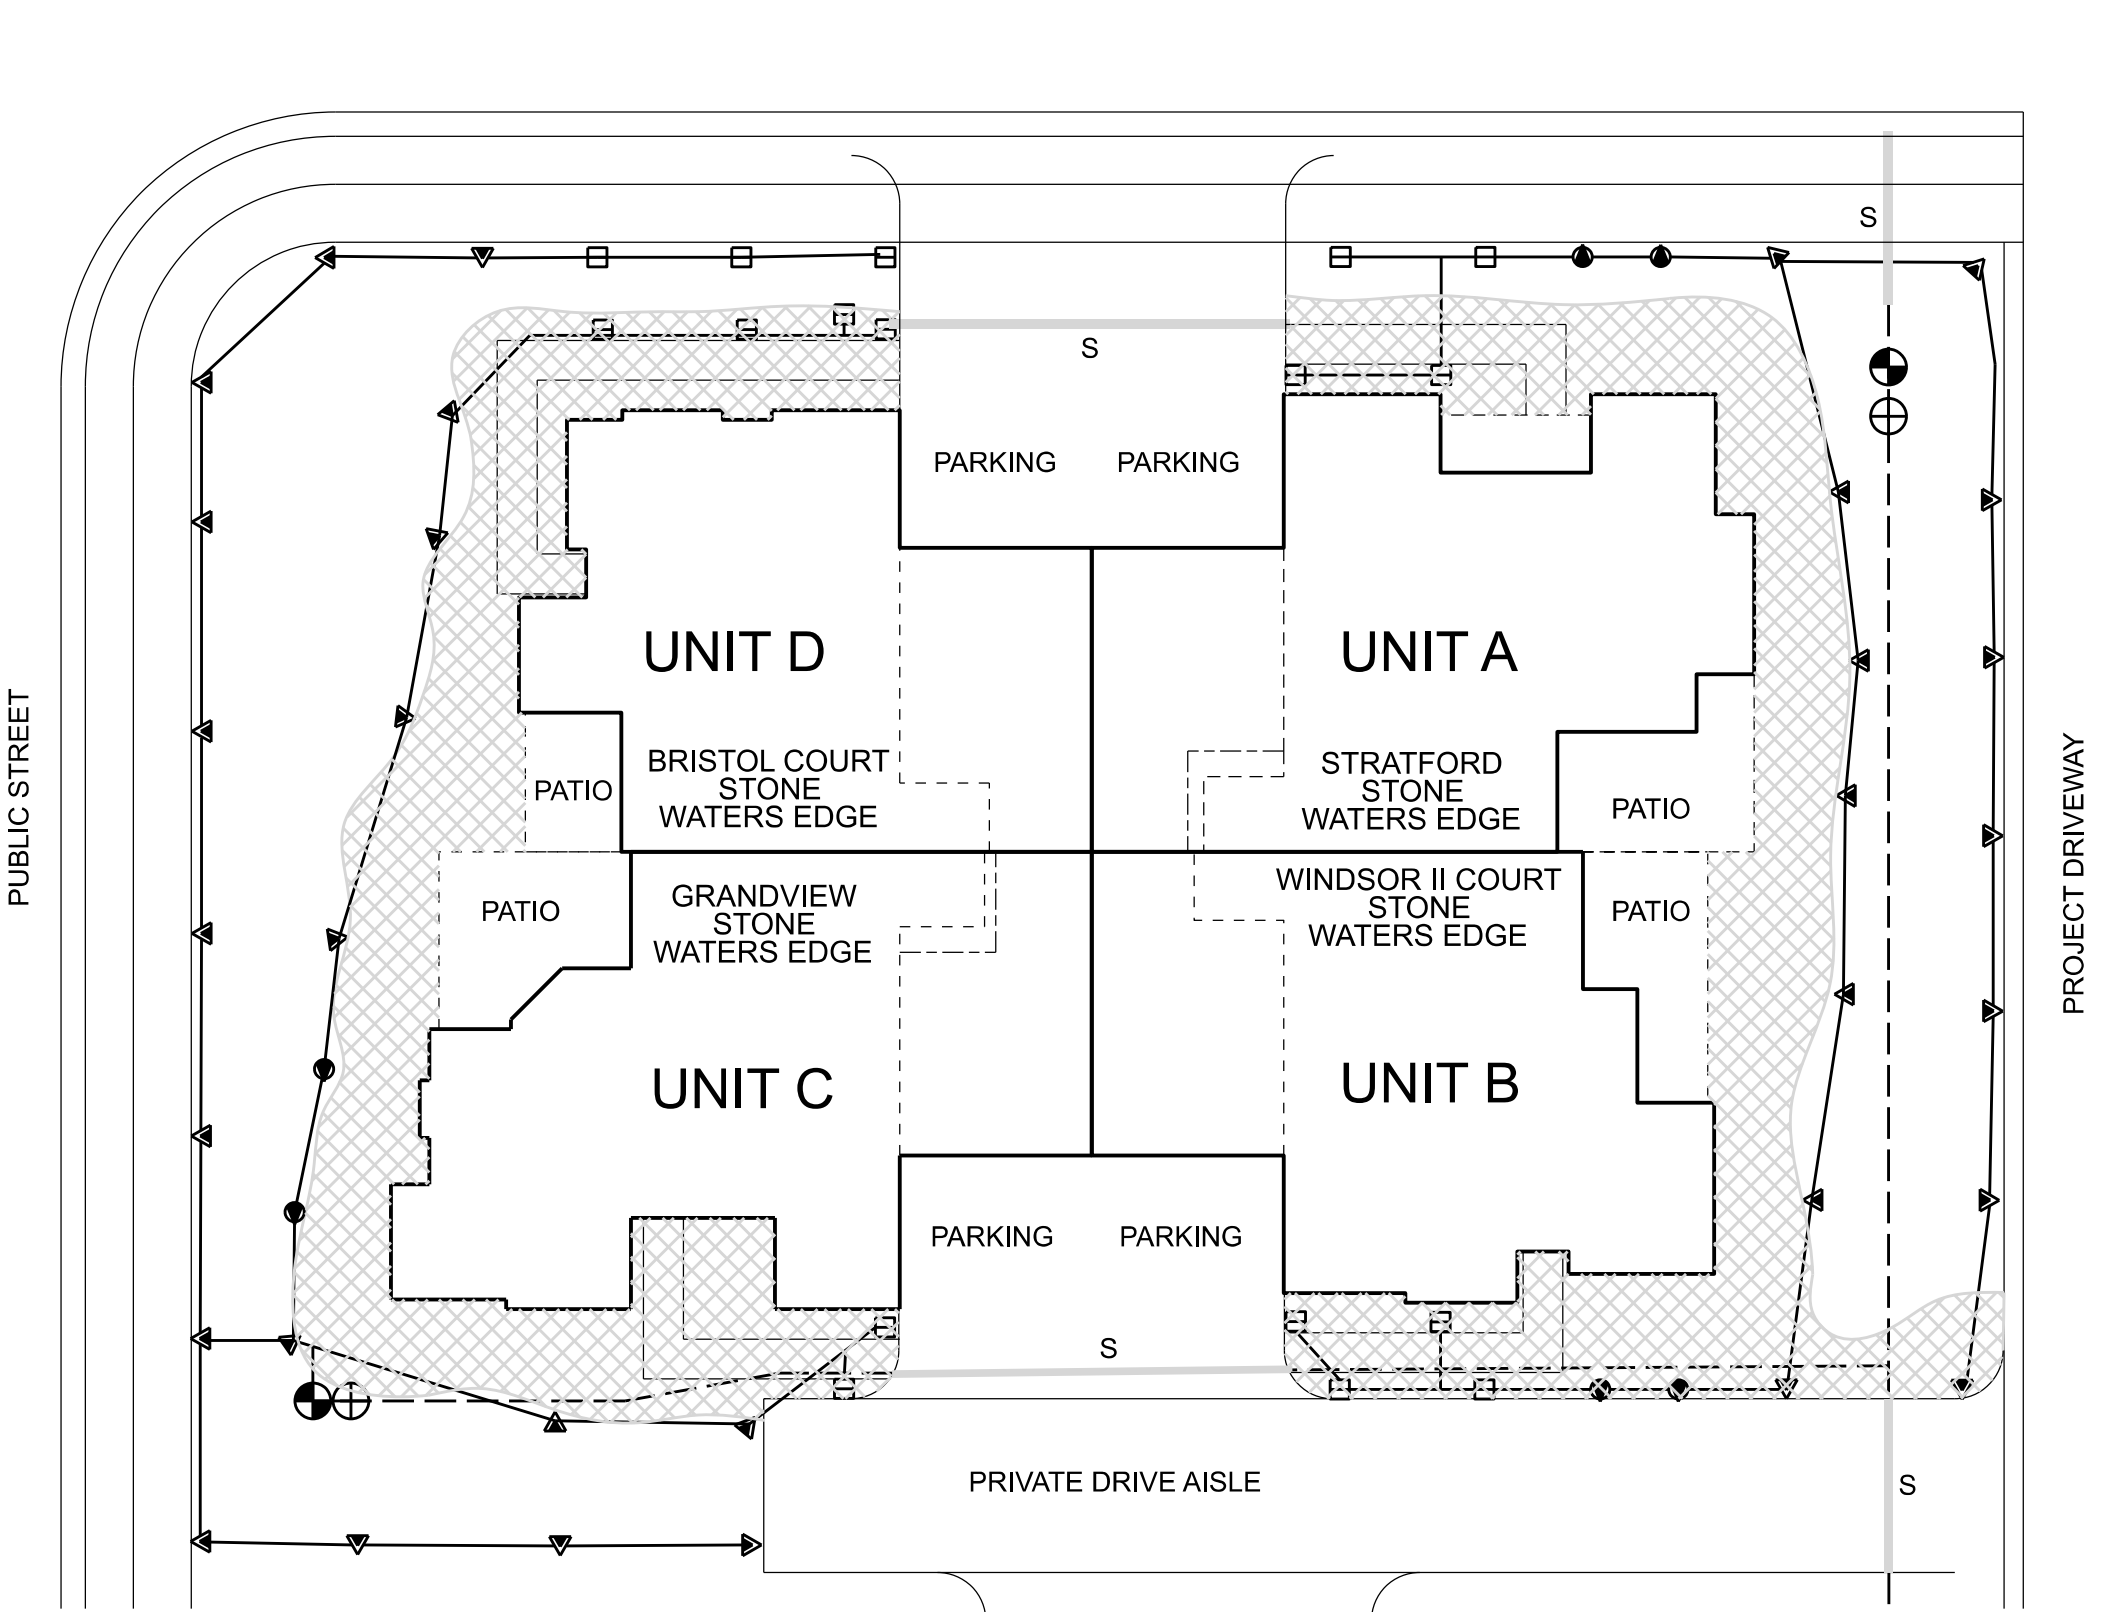 S
S
PARKING
PARKING
UNIT D
UNIT A
PUBLIC STREET
PROJECT DRIVEWAY
BRISTOL COURT
STONE
WATERS EDGE
PATIO
STRATFORD
STONE
WATERS EDGE
PATIO
GRANDVIEW
STONE
WATERS EDGE
PATIO
WINDSOR II COURT
STONE
WATERS EDGE
PATIO
UNIT C
UNIT B
PARKING
PARKING
S
PRIVATE DRIVE AISLE
S